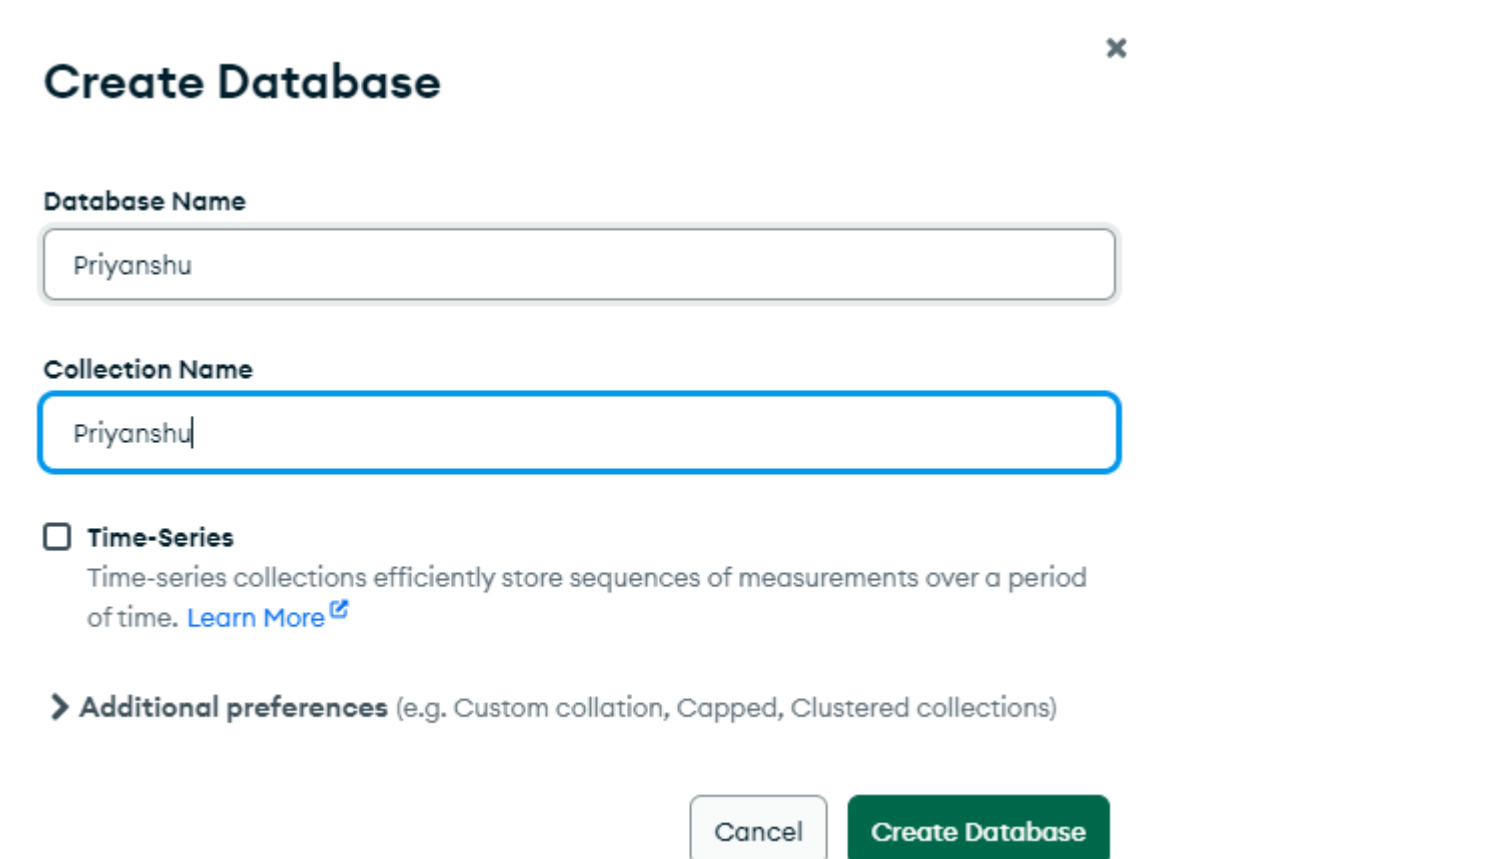 Create Database
Database Name
Priyanshu
Collection Name
Priyanshu
Time-Series
Time-series collections efficiently store sequences of measurements over a period
of time. Learn More
Additional preferences (e.g. Custom collation, Capped, Clustered collections)
Cancel Create Database